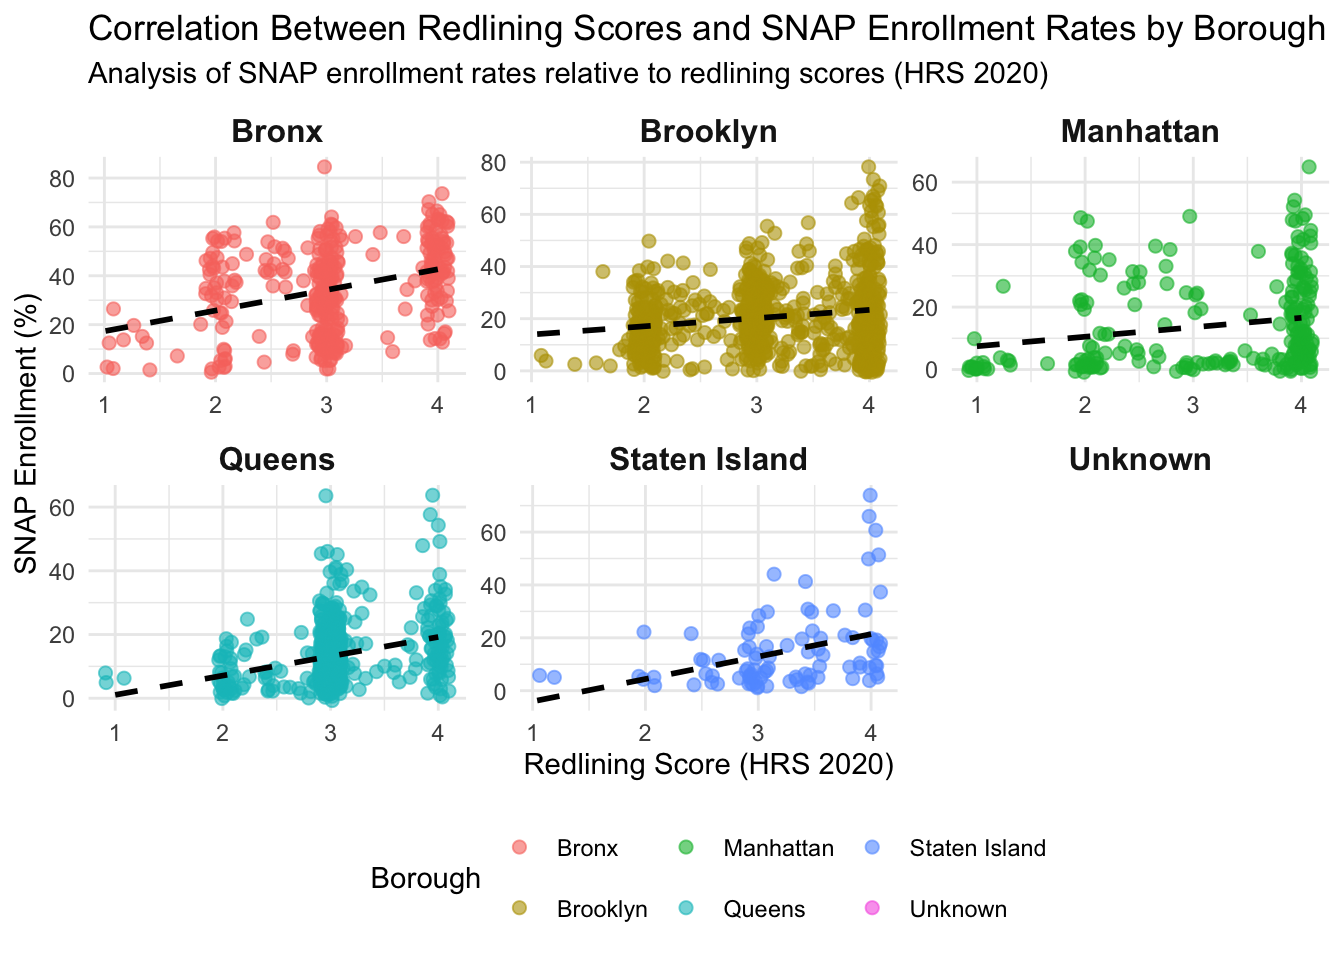 Correlation Between Redlining Scores and SNAP Enrollment Rates by Borough
Analysis of SNAP enrollment rates relative to redlining scores (HRS 2020)
SNAP Enrollment (%)
Bronx
80
60
40
20
0
1 2 3 4
Brooklyn
80
60
40
20
0
1 2 3 4
Manhattan
60
40
20
0
1 2 3 4
Queens
60
40
20
0
1 2 3 4
Staten Island
60
40
20
0
1 2 3 4
Unknown
Redlining Score (HRS 2020)
Borough
Bronx
Manhattan
Staten Island
Brooklyn
Queens
Unknown